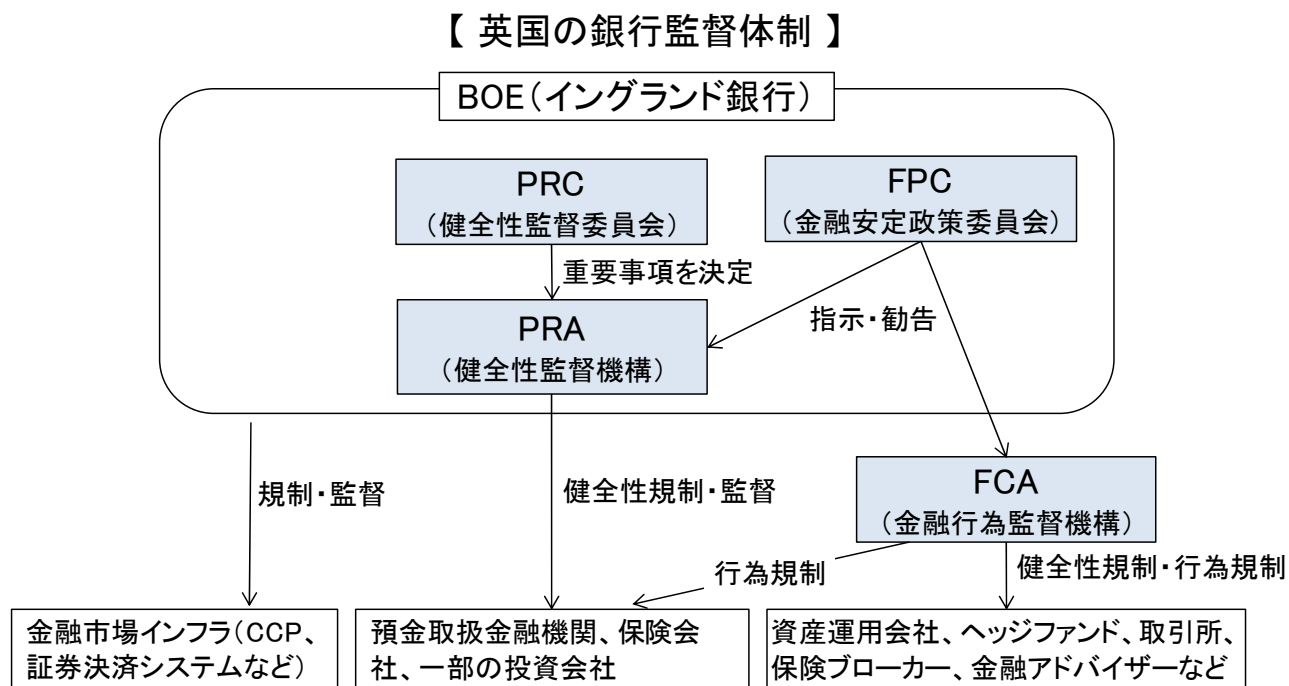 【 英国の銀行監督体制 】
BOE(イングランド銀行)
PRC
(健全性監督委員会)
FPC
(金融安定政策委員会)
重要事項を決定
PRA
(健全性監督機構)
指示・勧告
規制・監督
健全性規制・監督
FCA
(金融行為監督機構)
行為規制
健全性規制・行為規制
金融市場インフラ(CCP、
証券決済システムなど)
預金取扱金融機関、保険会
社、一部の投資会社
資産運用会社、ヘッジファンド、取引所、
保険ブローカー、金融アドバイザーなど